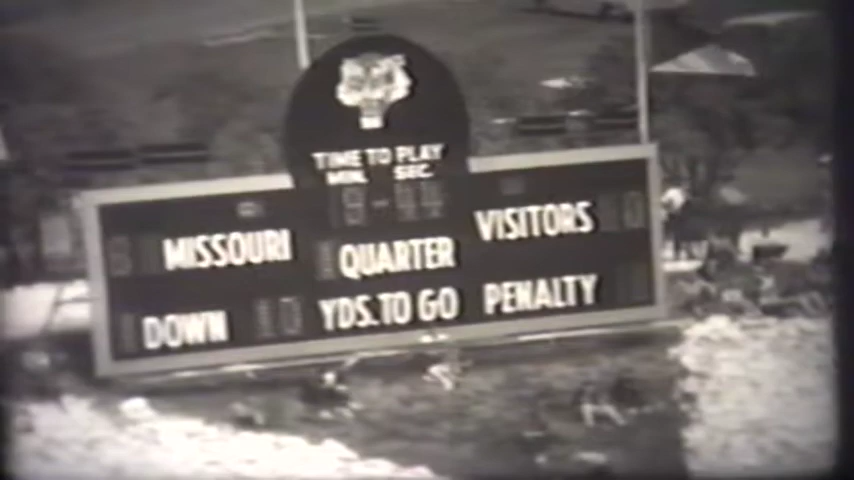 TIME TO PLAY
MIN. SEC.
MISSOURI QUARTER VISITORS
DOWN 10 YDS. TO GO PENALTY